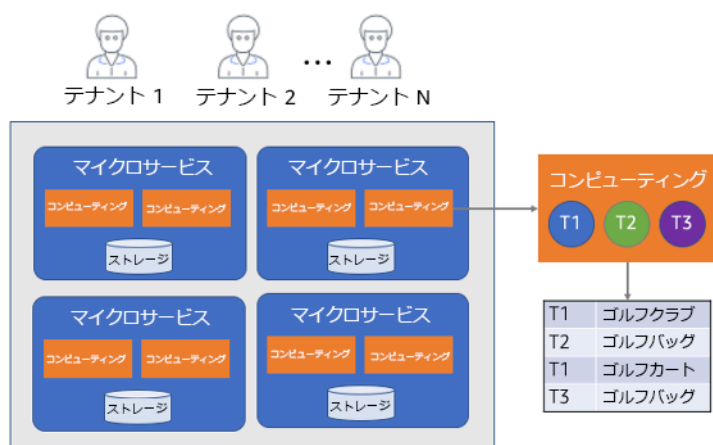 テナント 1
テナント 2
...
テナント N
マイクロサービス
コンピューティング
コンピューティング
ストレージ
マイクロサービス
コンピューティング
コンピューティング
ストレージ
マイクロサービス
コンピューティング
コンピューティング
ストレージ
マイクロサービス
コンピューティング
コンピューティング
ストレージ
コンピューティング
T1 T2 T3
T1 ゴルフクラブ
T2 ゴルフバッグ
T1 ゴルフカート
T3 ゴルフバッグ